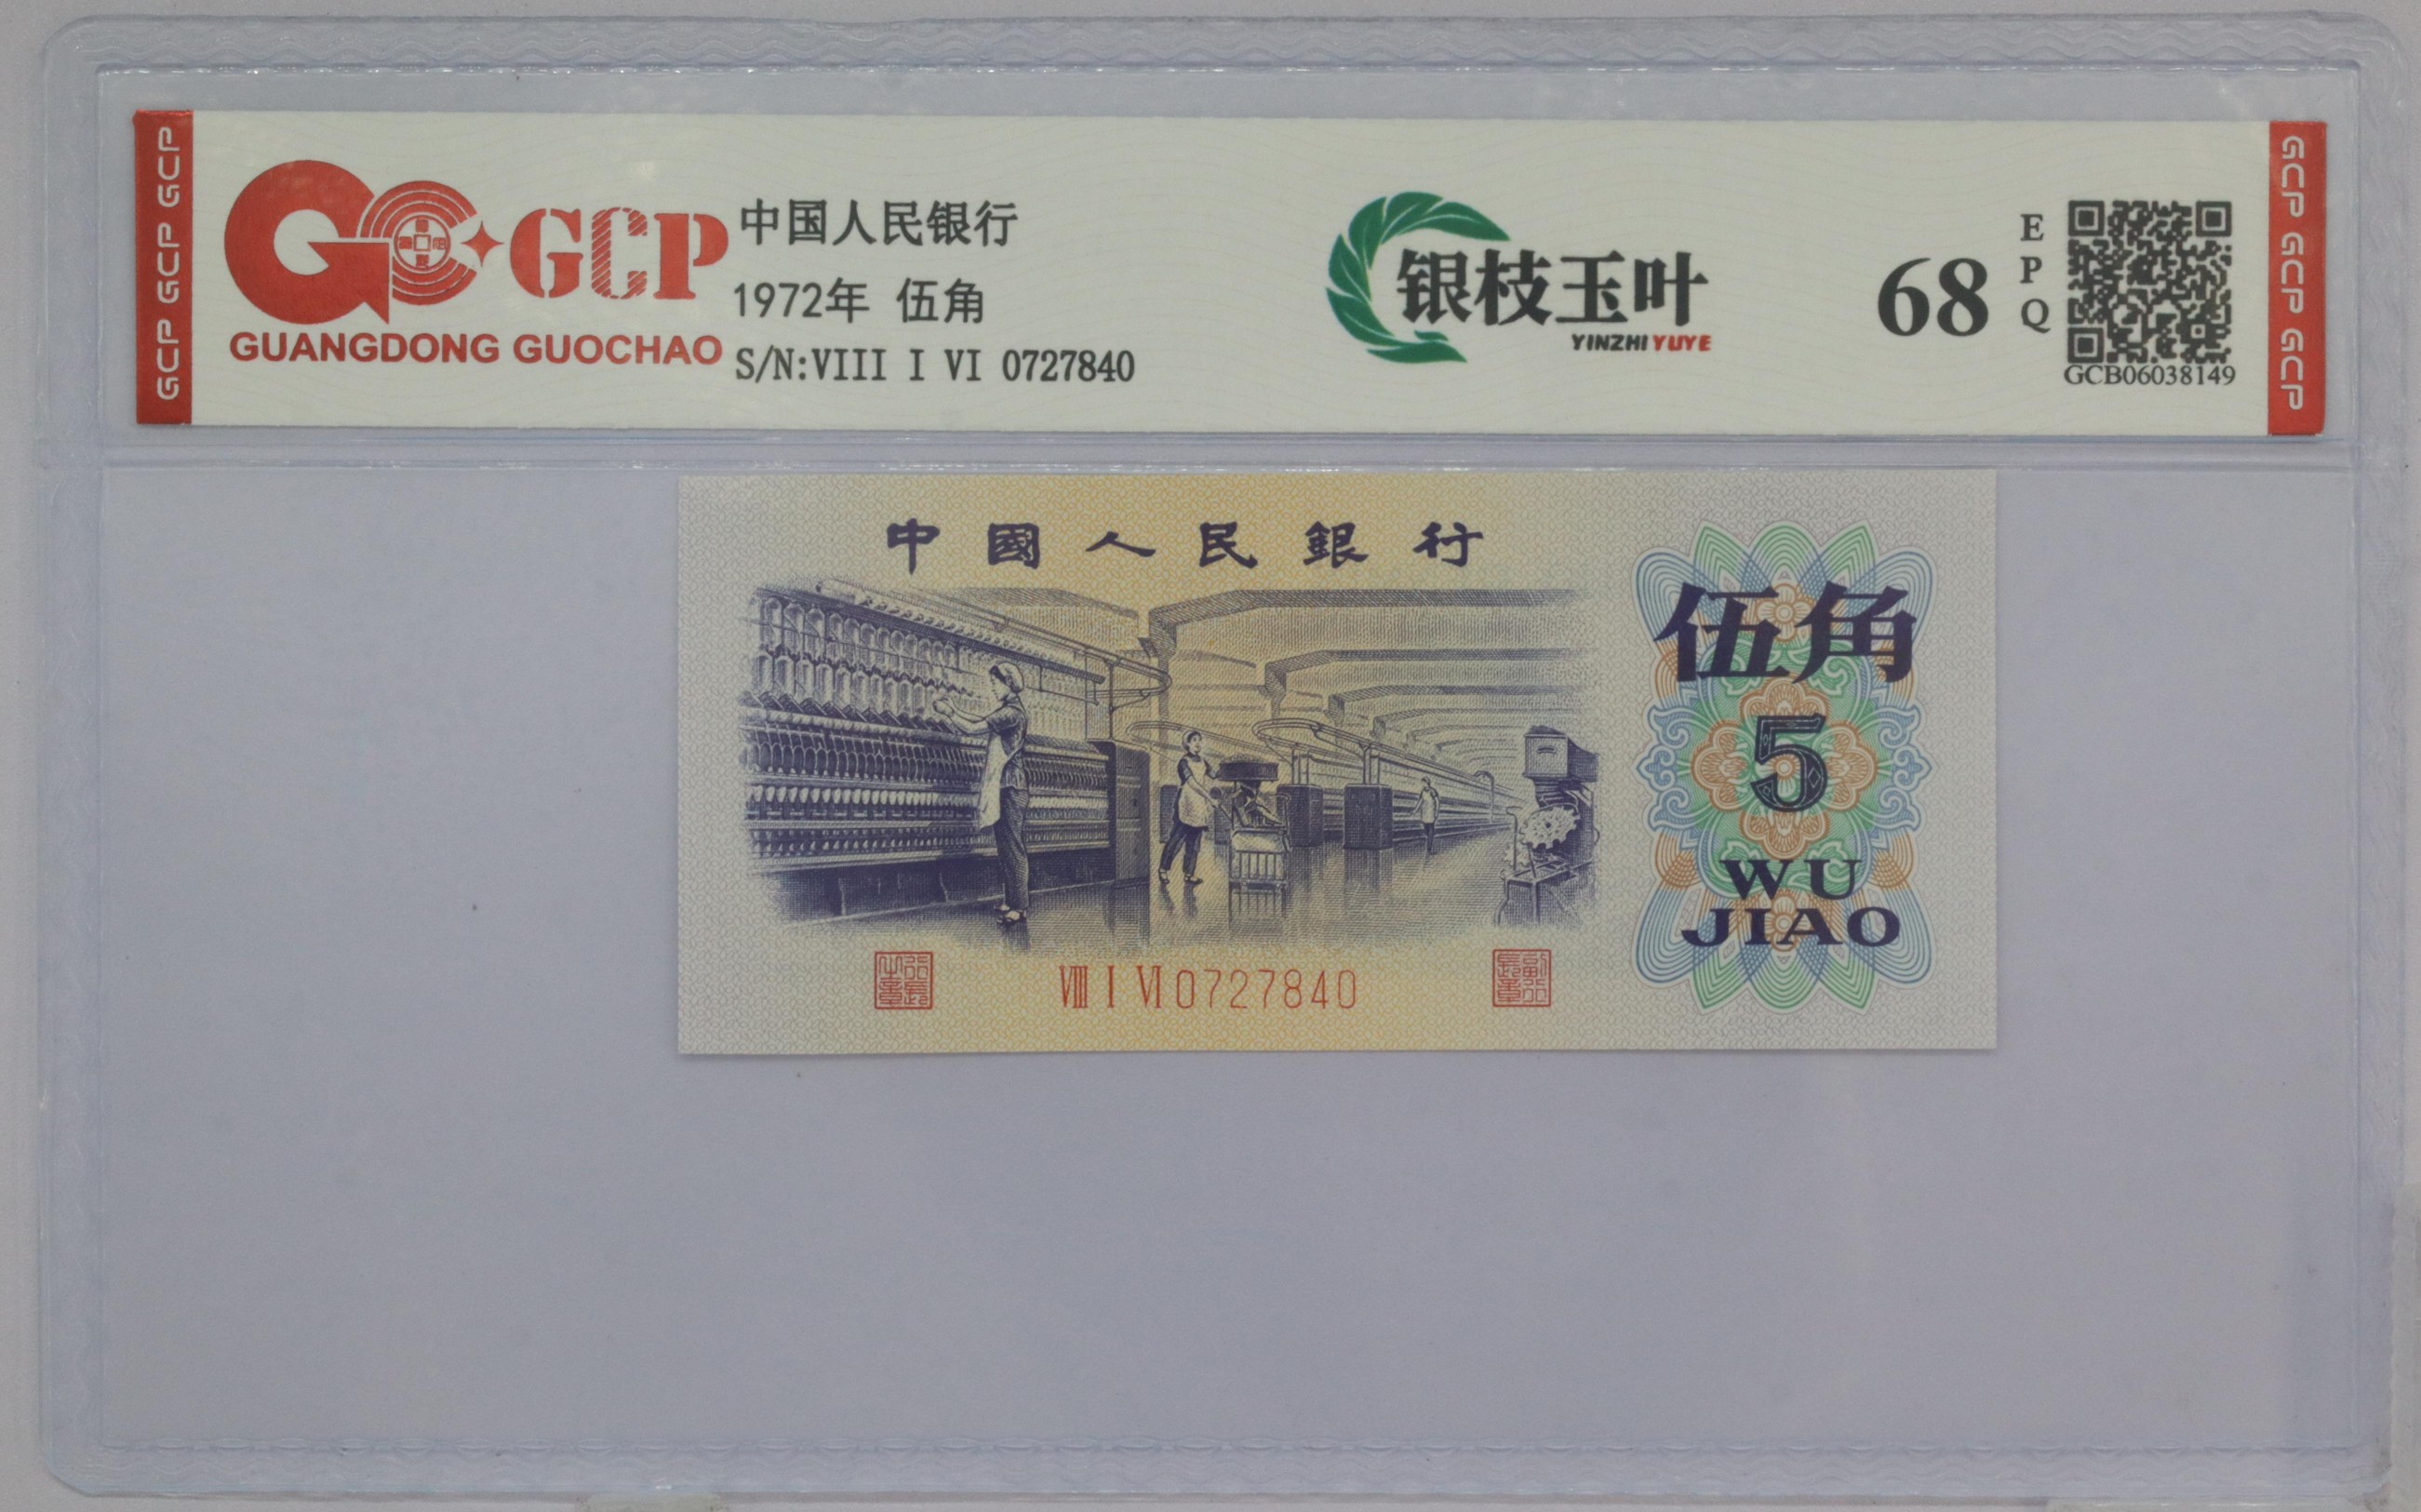 GCP GCP GCP
GCP
GUANGDONG GUOCHAO
中国人民银行
1972年 伍角
S/N:VIII I VI 0727840
银枝玉叶
YINZHI YUYE
68
EPQ
GCB06038149
GCP GCP GCP
中國人民銀行
伍角
5
WU
JIAO
VIII I VI 0727840